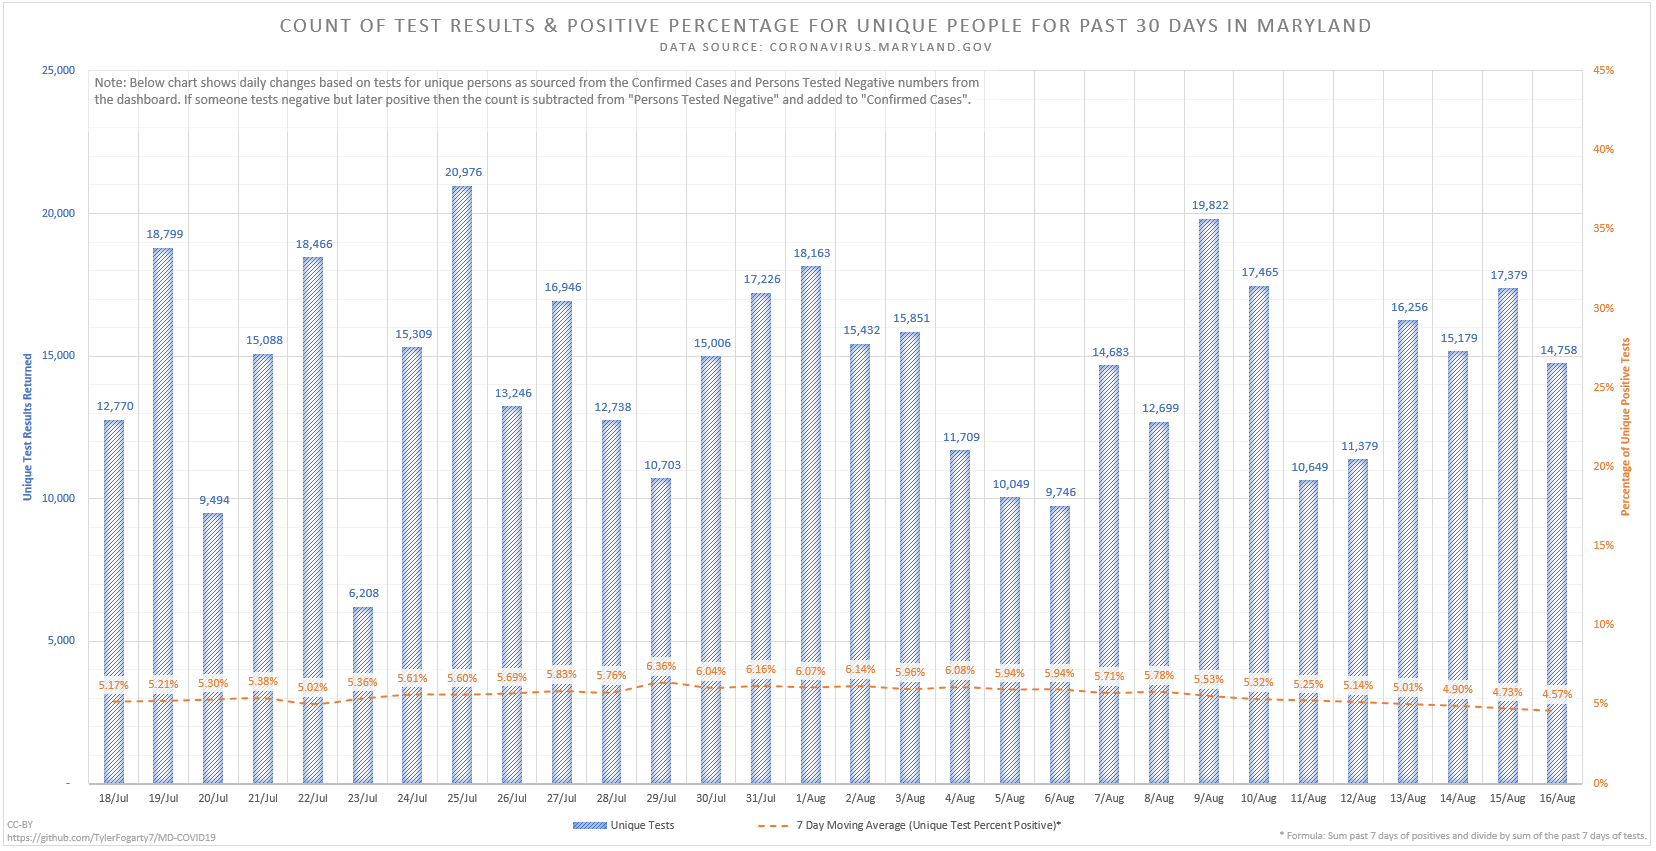 COUNT OF TEST RESULTS & POSITIVE PERCENTAGE FOR UNIQUE PEOPLE FOR PAST 30 DAYS IN MARYLAND
DATA SOURCE: CORONAVIRUS.MARYLAND.GOV
Note: Below chart shows daily changes based on tests for unique persons as sourced from the Confirmed Cases and Persons Tested Negative numbers from
the dashboard. If someone tests negative but later positive then the count is subtracted from "Persons Tested Negative" and added to "Confirmed Cases".
Unique Test Results Returned
25,000
20,000
15,000
10,000
5,000
-
12,770 18,799 9,494 15,088 18,466 6,208 15,309 20,976 13,246 16,946 12,738 10,703 15,006 17,226 18,163 15,432 15,851 11,709 10,049 9,746 14,683 12,699 19,822 17,465 10,649 11,379 16,256 15,179 17,379 14,758
5.17% 5.21% 5.30% 5.38% 5.02% 5.36% 5.61% 5.60% 5.69% 5.83% 5.76% 6.36% 6.04% 6.16% 6.07% 6.14% 5.96% 6.08% 5.94% 5.94% 5.71% 5.78% 5.53% 5.32% 5.25% 5.14% 5.01% 4.90% 4.73% 4.57%
45%
40%
35%
30%
25%
20%
15%
10%
5%
0%
Percentage of Unique Positive Tests
18/Jul 19/Jul 20/Jul 21/Jul 22/Jul 23/Jul 24/Jul 25/Jul 26/Jul 27/Jul 28/Jul 29/Jul 30/Jul 31/Jul 1/Aug 2/Aug 3/Aug 4/Aug 5/Aug 6/Aug 7/Aug 8/Aug 9/Aug 10/Aug 11/Aug 12/Aug 13/Aug 14/Aug 15/Aug 16/Aug
Unique Tests 7 Day Moving Average (Unique Test Percent Positive)*
CC-BY
https://github.com/TylerFogarty7/MD-COVID19
* Formula: Sum past 7 days of positives and divide by sum of the past 7 days of tests.